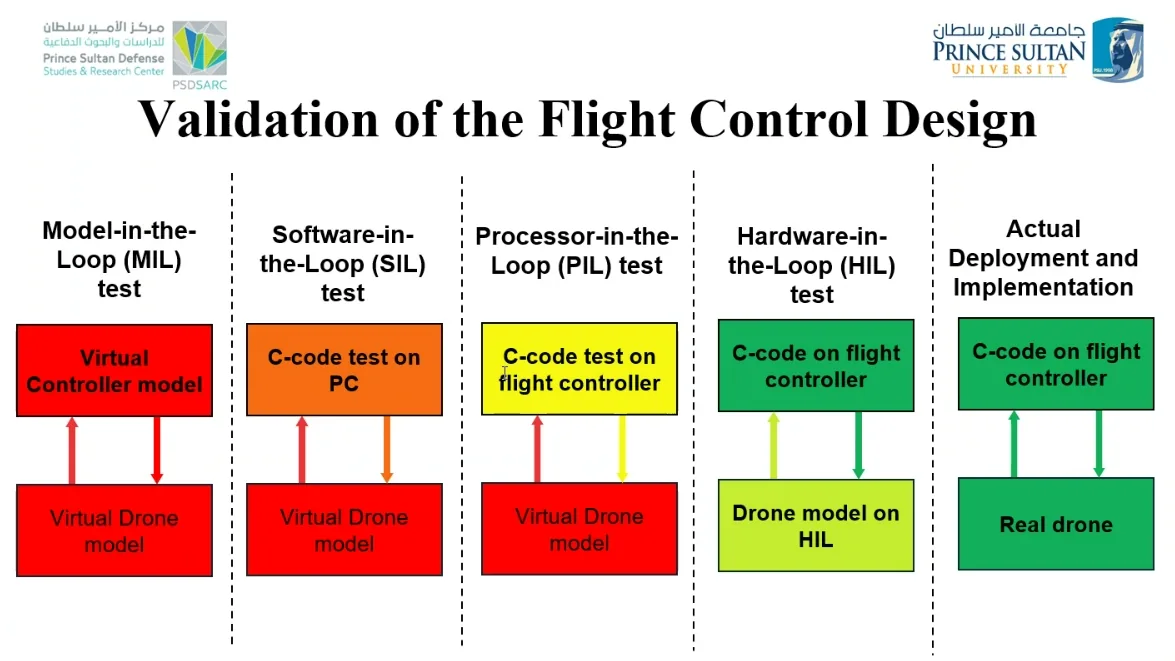 مركز الأمير سلطان
للدراسات والبحوث الدفاعية
Prince Sultan Defense
Studies & Research Center
PSDSARC
جامعة الأمير سلطان
PRINCE SULTAN
UNIVERSITY
PSU 1999
Validation of the Flight Control Design
Model-in-the-
Loop (MIL)
test
Virtual
Controller model
Virtual Drone
model
Software-in-
the-Loop (SIL)
test
C-code test on
PC
Virtual Drone
model
Processor-in-the-
Loop (PIL) test
C-code test on
flight controller
Virtual Drone
model
Hardware-in-
the-Loop (HIL)
test
C-code on flight
controller
Drone model on
HIL
Actual
Deployment and
Implementation
C-code on flight
controller
Real drone